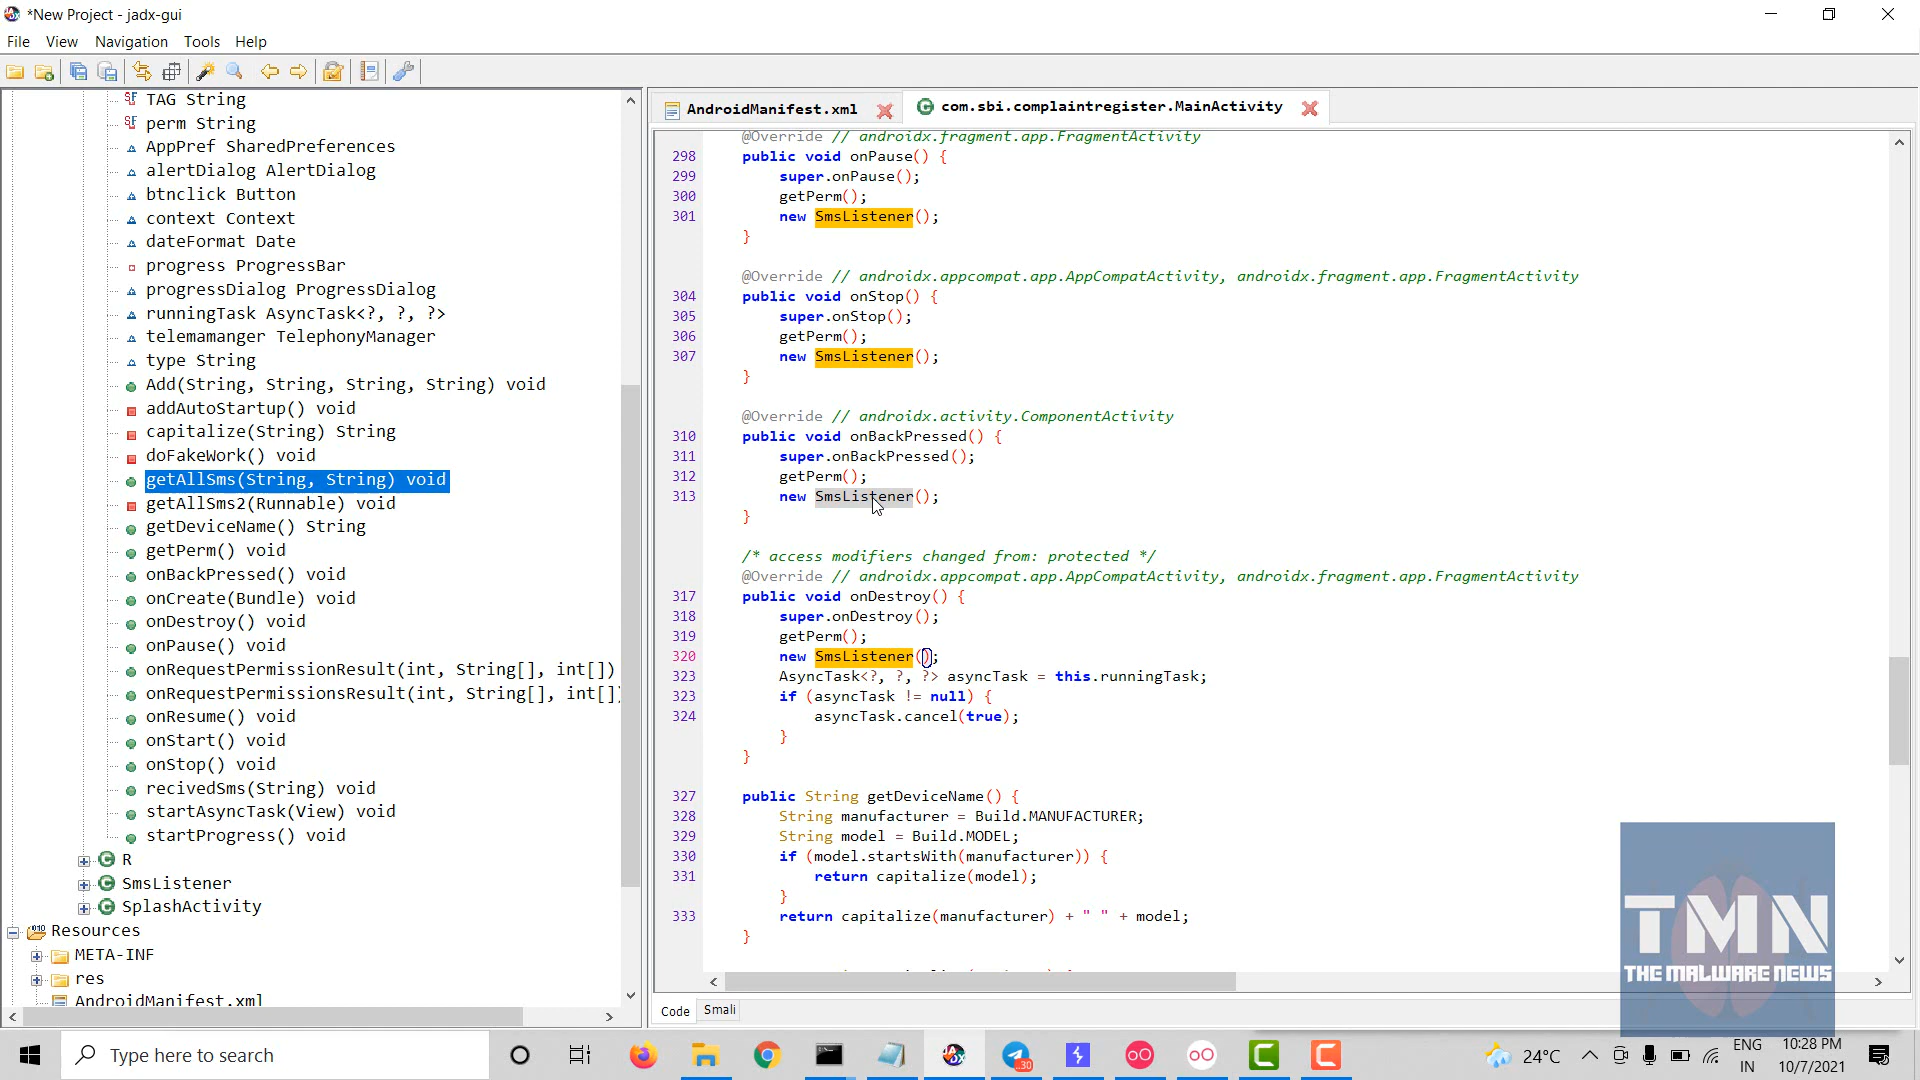 *New Project - jadx-gui
File View Navigation Tools Help
TAG String
perm String
AppPref SharedPreferences
alertDialog AlertDialog
btnclick Button
context Context
dateFormat Date
progress ProgressBar
progressDialog ProgressDialog
runningTask AsyncTask<?, ?, ?>
telemamanger TelephonyManager
type String
Add(String, String, String, String) void
addAutoStartup() void
capitalize(String) String
doFakeWork() void
getAllSms(String, String) void
getAllSms2(Runnable) void
getDeviceName() String
getPerm() void
onBackPressed() void
onCreate(Bundle) void
onDestroy() void
onPause() void
onRequestPermissionResult(int, String[], int[])
onRequestPermissionsResult(int, String[], int[])
onResume() void
onStart() void
onStop() void
recivedSms(String) void
startAsyncTask(View) void
startProgress() void
R
SmsListener
SplashActivity
Resources
META-INF
res
AndroidManifest.xml
AndroidManifest.xml com.sbi.complaintregister.MainActivity
@Override // androidx.fragment.app.FragmentActivity
298 public void onPause() {
299 super.onPause();
300 getPerm();
301 new SmsListener();
}
@Override // androidx.appcompat.app.AppCompatActivity, androidx.fragment.app.FragmentActivity
304 public void onStop() {
305 super.onStop();
306 getPerm();
307 new SmsListener();
}
@Override // androidx.activity.ComponentActivity
310 public void onBackPressed() {
311 super.onBackPressed();
312 getPerm();
313 new SmsListener();
}
/* access modifiers changed from: protected */
@Override // androidx.appcompat.app.AppCompatActivity, androidx.fragment.app.FragmentActivity
317 public void onDestroy() {
318 super.onDestroy();
319 getPerm();
320 new SmsListener();
323 AsyncTask<?, ?, ?> asyncTask = this.runningTask;
323 if (asyncTask != null) {
324 asyncTask.cancel(true);
}
}
327 public String getDeviceName() {
328 String manufacturer = Build.MANUFACTURER;
329 String model = Build.MODEL;
330 if (model.startsWith(manufacturer)) {
331 return capitalize(model);
}
333 return capitalize(manufacturer) + " " + model;
}
Code Smali
TMN
THE MALWARE NEWS
Type here to search
30
24°C
ENG
IN
10:28 PM
10/7/2021